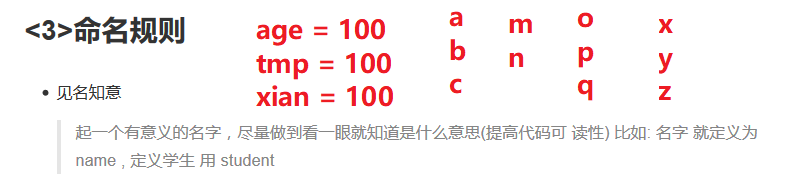 <3>命名规则
age = 100
tmp = 100
xian = 100
a
b
c
m
n
o
p
q
x
y
z
见名知意
起一个有意义的名字，尽量做到看一眼就知道是什么意思(提高代码可 读性) 比如: 名字 就定义为
name , 定义学生 用 student